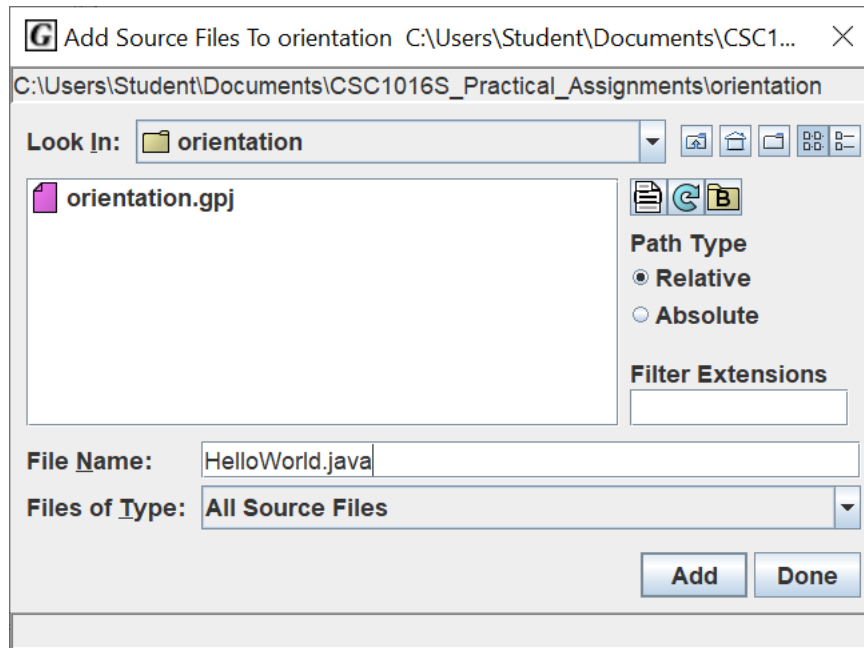 G Add Source Files To orientation C:\Users\Student\Documents\CSC1...
C:\Users\Student\Documents\CSC1016S_Practical_Assignments\orientation
Look In: orientation
orientation.gpj
B
Path Type
Relative
Absolute
Filter Extensions
File Name: HelloWorld.java
Files of Type: All Source Files
Add Done